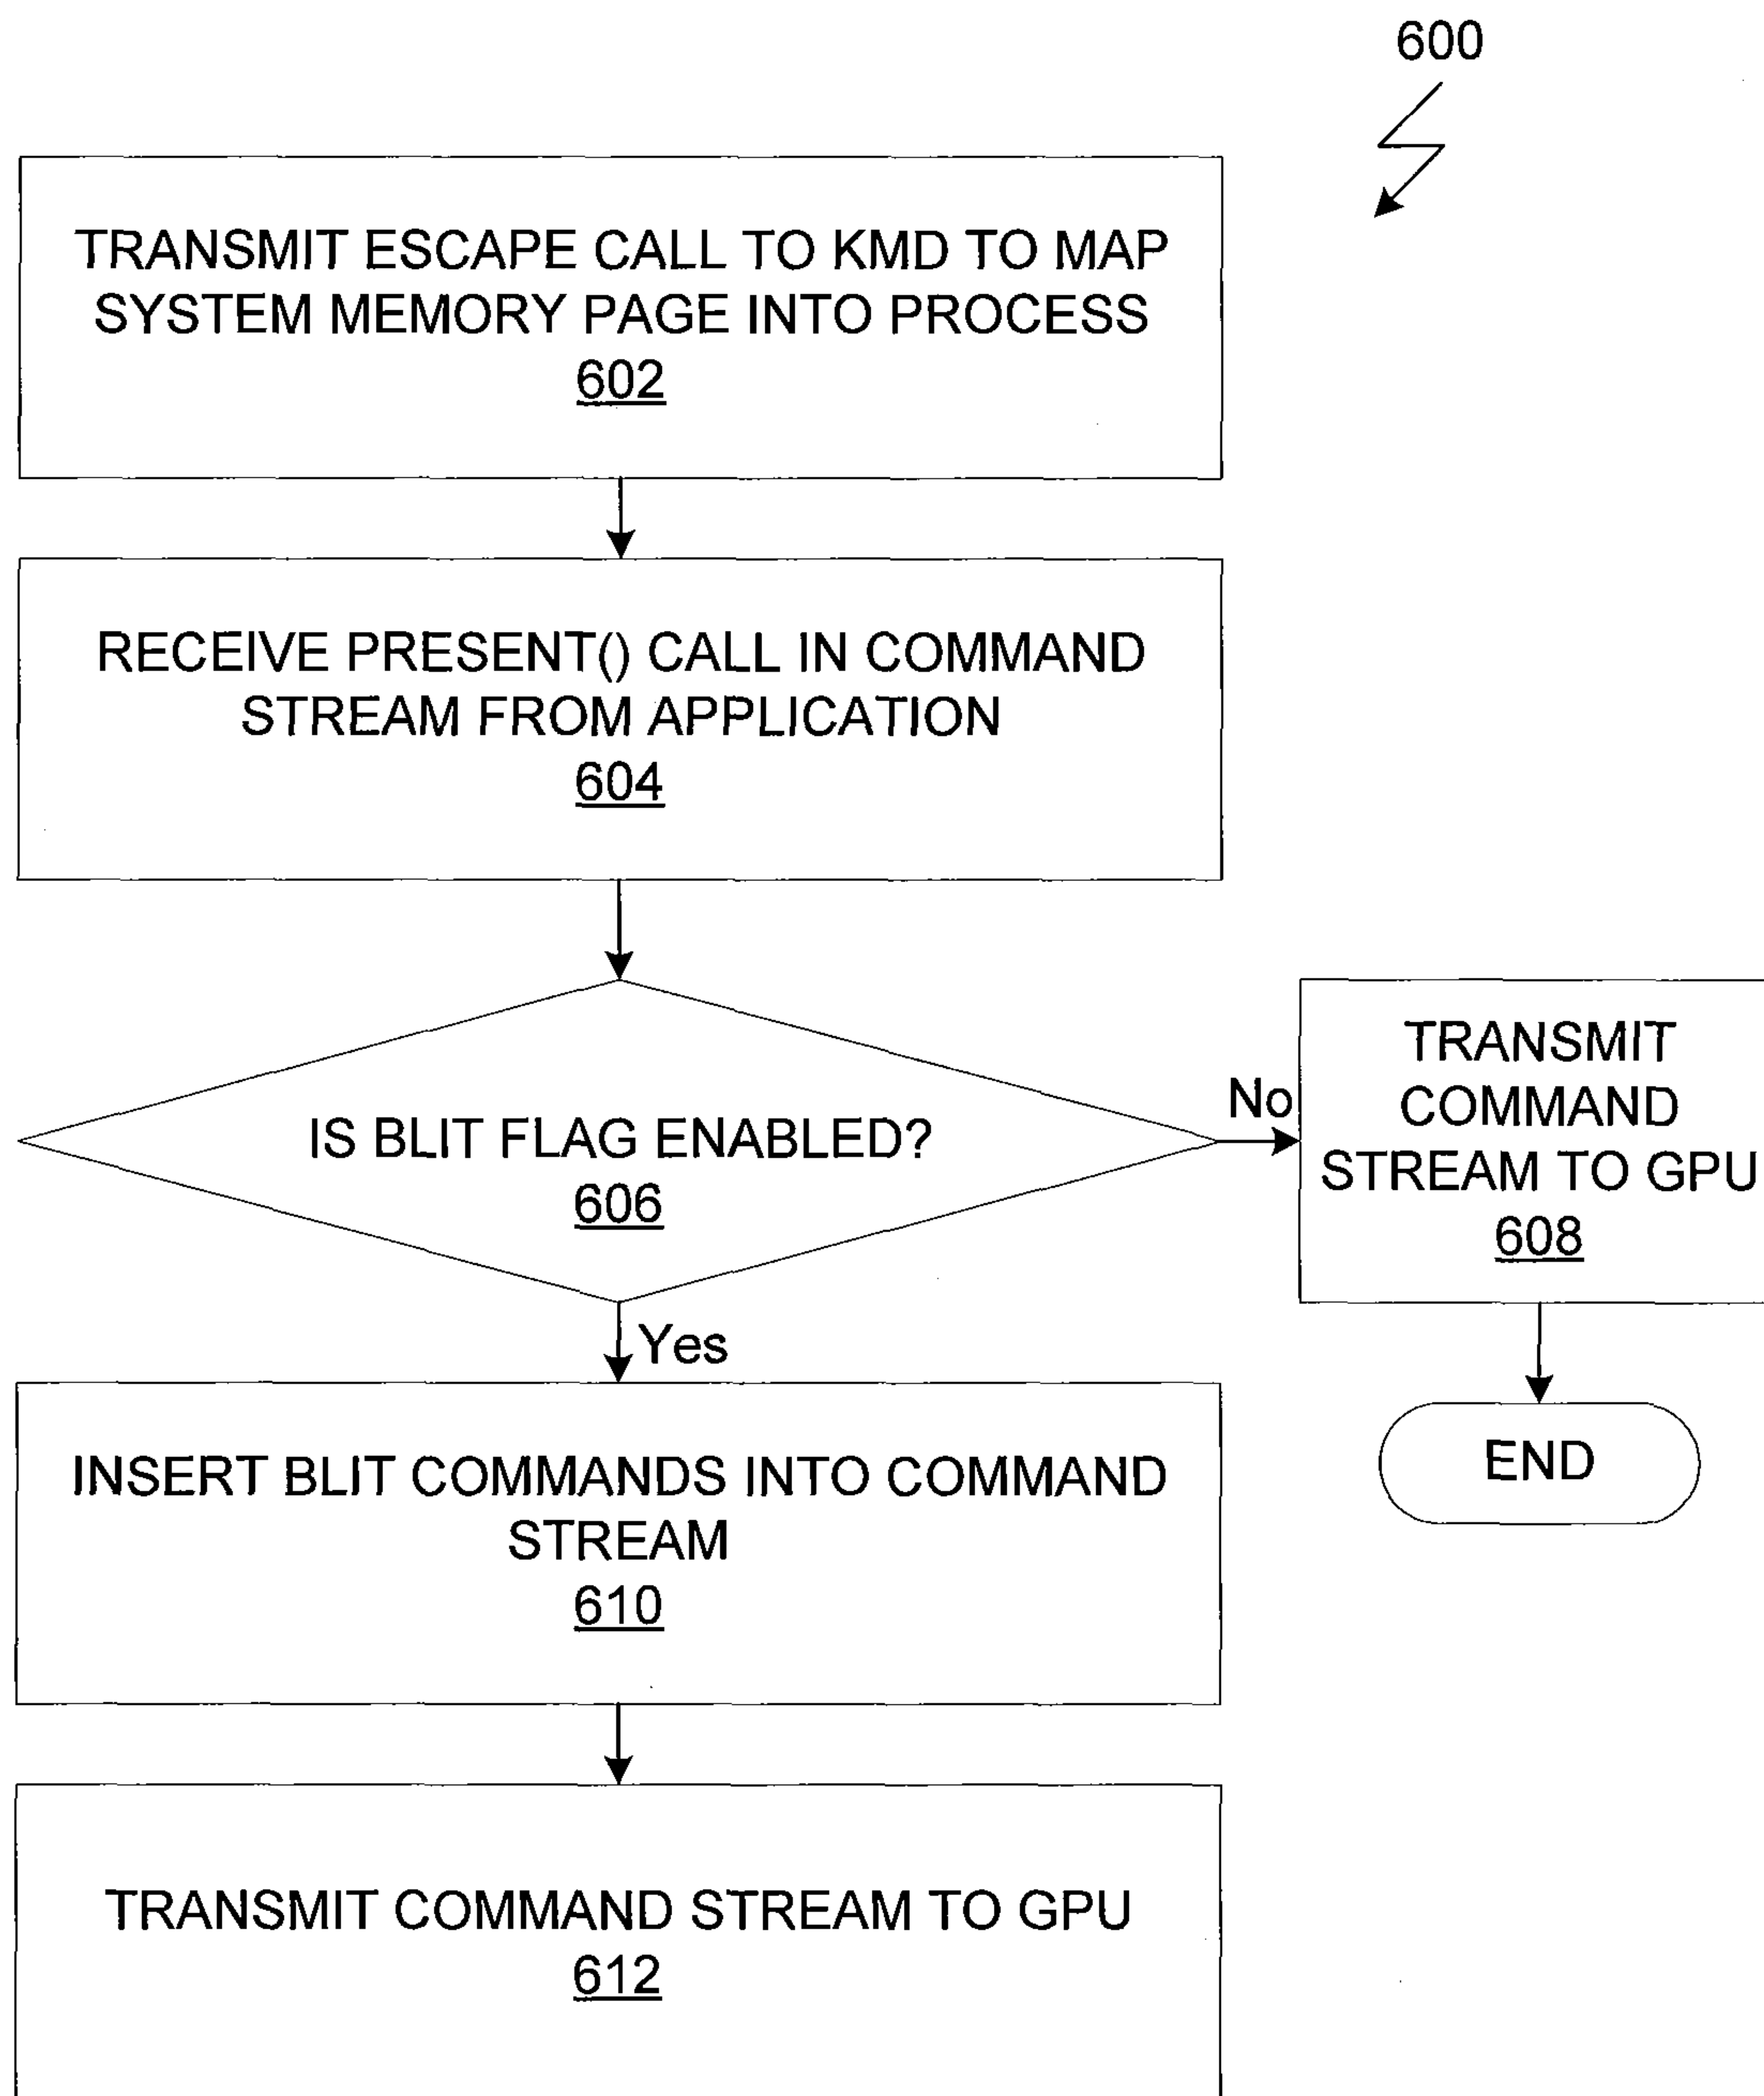 600
TRANSMIT ESCAPE CALL TO KMD TO MAP
SYSTEM MEMORY PAGE INTO PROCESS
602
RECEIVE PRESENT() CALL IN COMMAND
STREAM FROM APPLICATION
604
IS BLIT FLAG ENABLED?
606
No
TRANSMIT
COMMAND
STREAM TO GPU
608
END
Yes
INSERT BLIT COMMANDS INTO COMMAND
STREAM
610
TRANSMIT COMMAND STREAM TO GPU
612